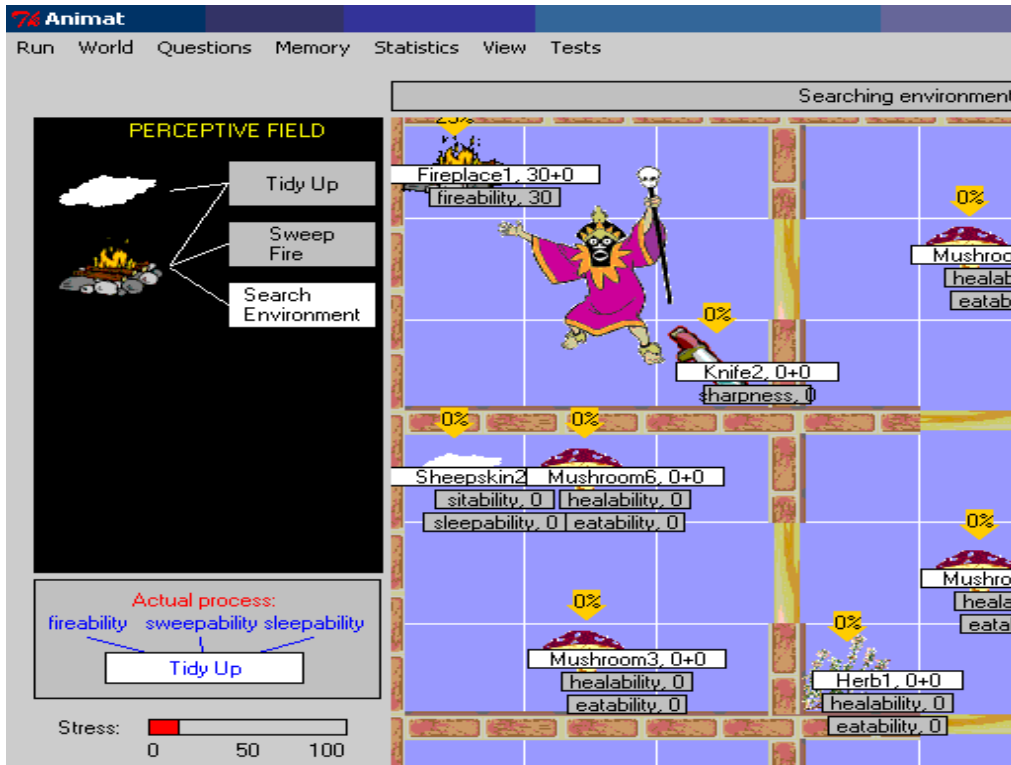 Animat
Run World Questions Memory Statistics View Tests
Searching environment
PERCEPTIVE FIELD
Tidy Up
Sweep
Fire
Search
Environment
Fireplace1, 30+0
fireability, 30
0%
Knife2, 0+0
sharpness, 0
0%
0%
0%
Sheepskin2
Mushroom6, 0+0
sitability, 0
healability, 0
sleepability, 0
eatability, 0
0%
0%
Mushroom3, 0+0
healability, 0
eatability, 0
0%
Herb1, 0+0
healability, 0
eatability, 0
Actual process:
fireability sweepability sleepability
Tidy Up
Stress:
0 50 100